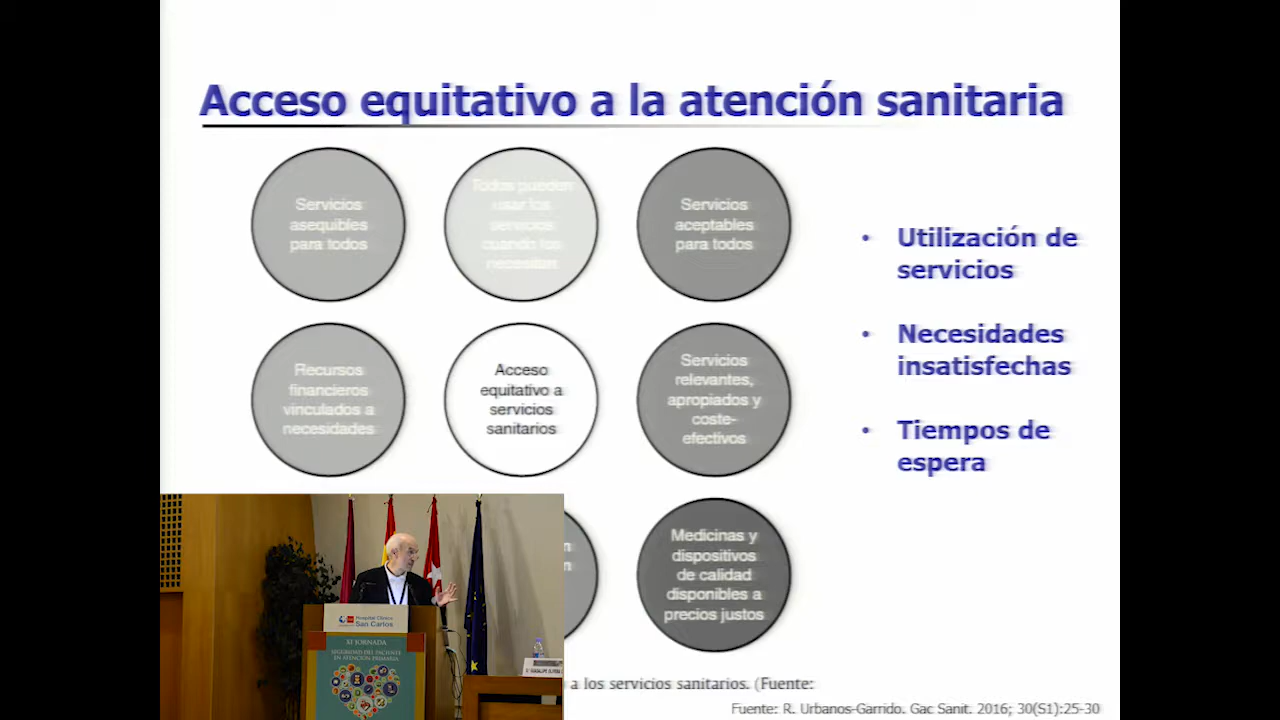 Acceso equitativo a la atención sanitaria
Servicios
asequibles
para todos
Todos pueden
usar los
servicios
cuando los
necesitan
Servicios
aceptables
para todos
Recursos
financieros
vinculados a
necesidades
Acceso
equitativo a
servicios
sanitarios
Servicios
relevantes,
apropiados y
coste-
efectivos
Medicinas y
dispositivos
de calidad
disponibles a
precios justos
• Utilización de
servicios
• Necesidades
insatisfechas
• Tiempos de
espera
Hospital Clínico
San Carlos
XI JORNADA
SEGURIDAD DEL PACIENTE
EN ATENCIÓN PRIMARIA
a los servicios sanitarios. (Fuente:
Fuente: R. Urbanos-Garrido. Gac Sanit. 2016; 30(S1):25-30